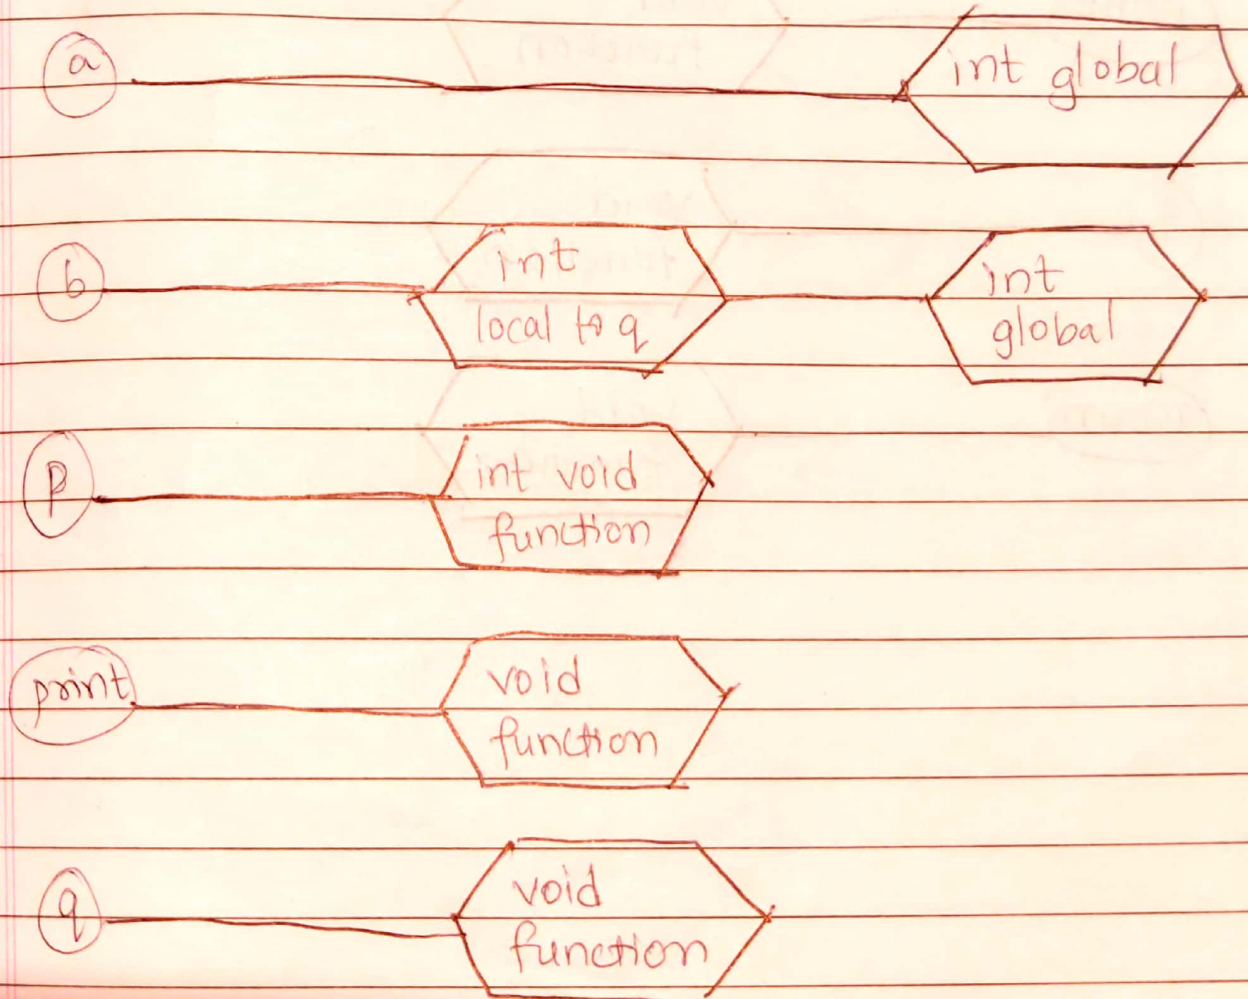 a
int global
b
int
local to q
int
global
p
int void
function
print
void
function
q
void
function